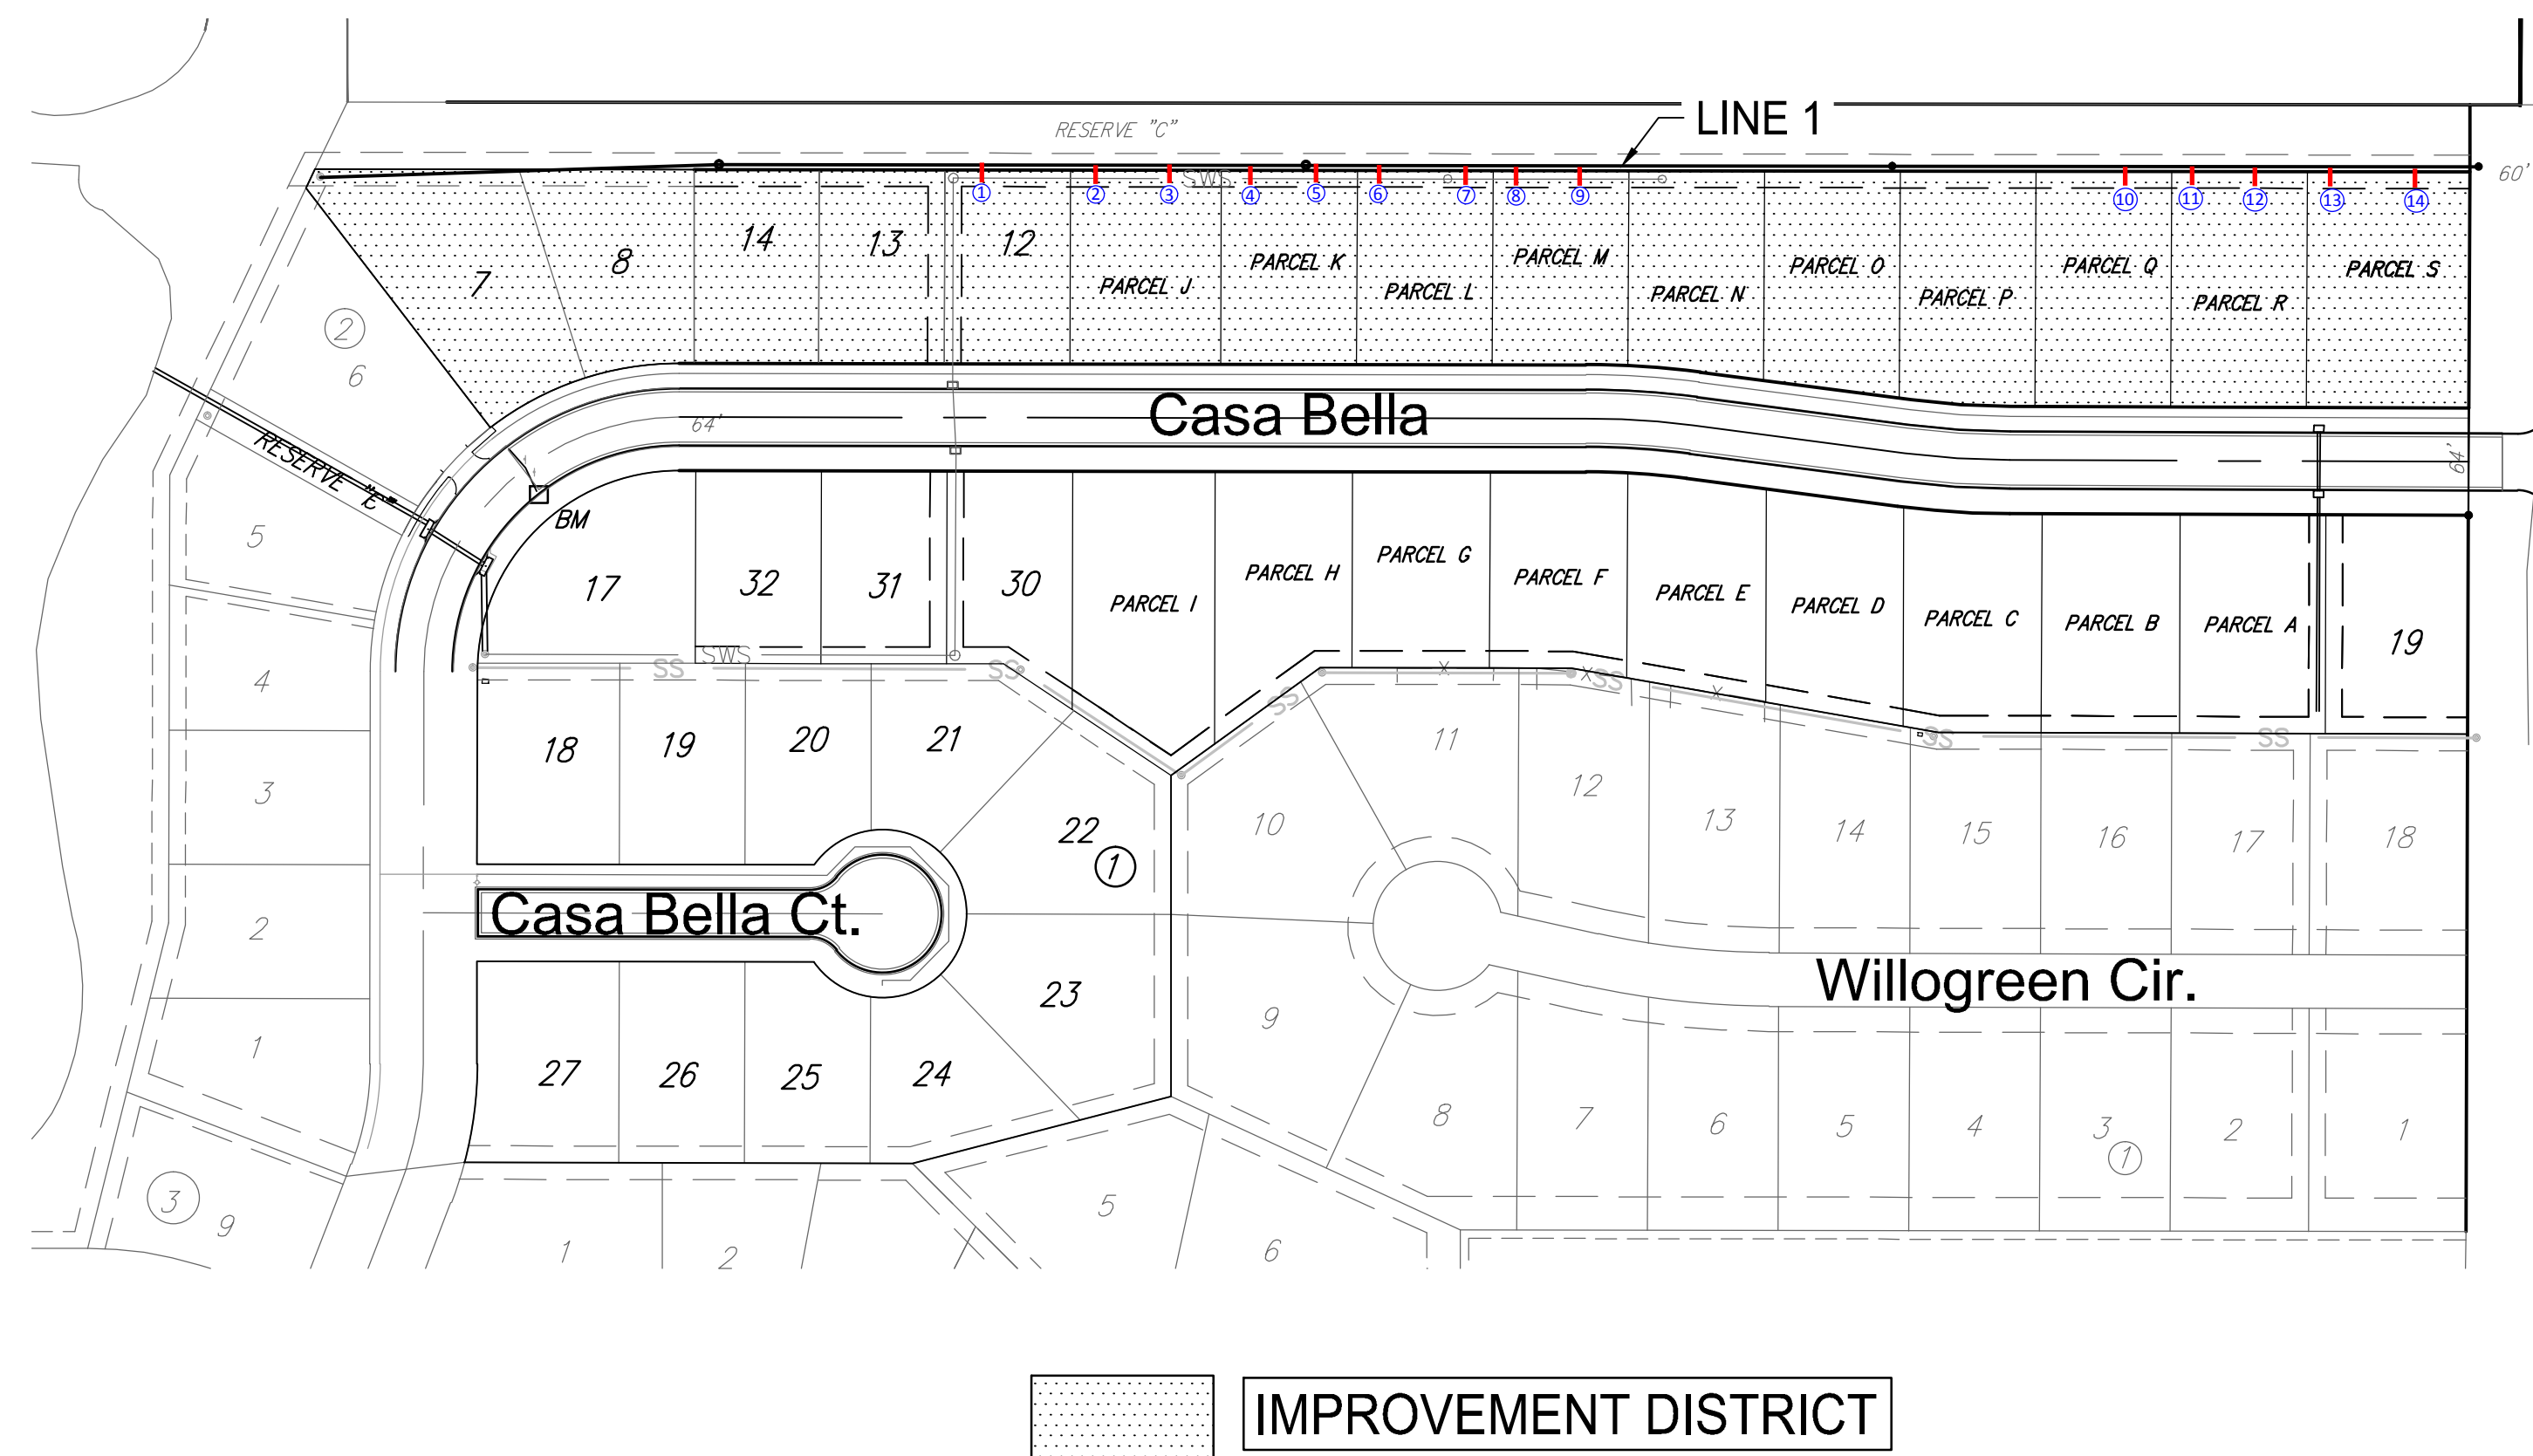 LINE 1
RESERVE "C"
60'
SWS
1
2
3
4
5
6
7
8
9
10
11
12
13
14
7
8
14
13
12
PARCEL J
PARCEL K
PARCEL L
PARCEL M
PARCEL N
PARCEL O
PARCEL P
PARCEL Q
PARCEL R
PARCEL S
2
6
64'
Casa Bella
64'
RESERVE "E"
BM
5
17
32
31
30
PARCEL I
PARCEL H
PARCEL G
PARCEL F
PARCEL E
PARCEL D
PARCEL C
PARCEL B
PARCEL A
19
SWS
SS
SS
SS
SS
SS
SS
X
X
X
4
18
19
20
21
11
3
22
10
12
13
14
15
16
17
18
1
2
Casa Bella Ct.
Willogreen Cir.
23
9
1
27
26
25
24
8
7
6
5
4
3
2
1
1
3
9
1
2
5
6
IMPROVEMENT DISTRICT